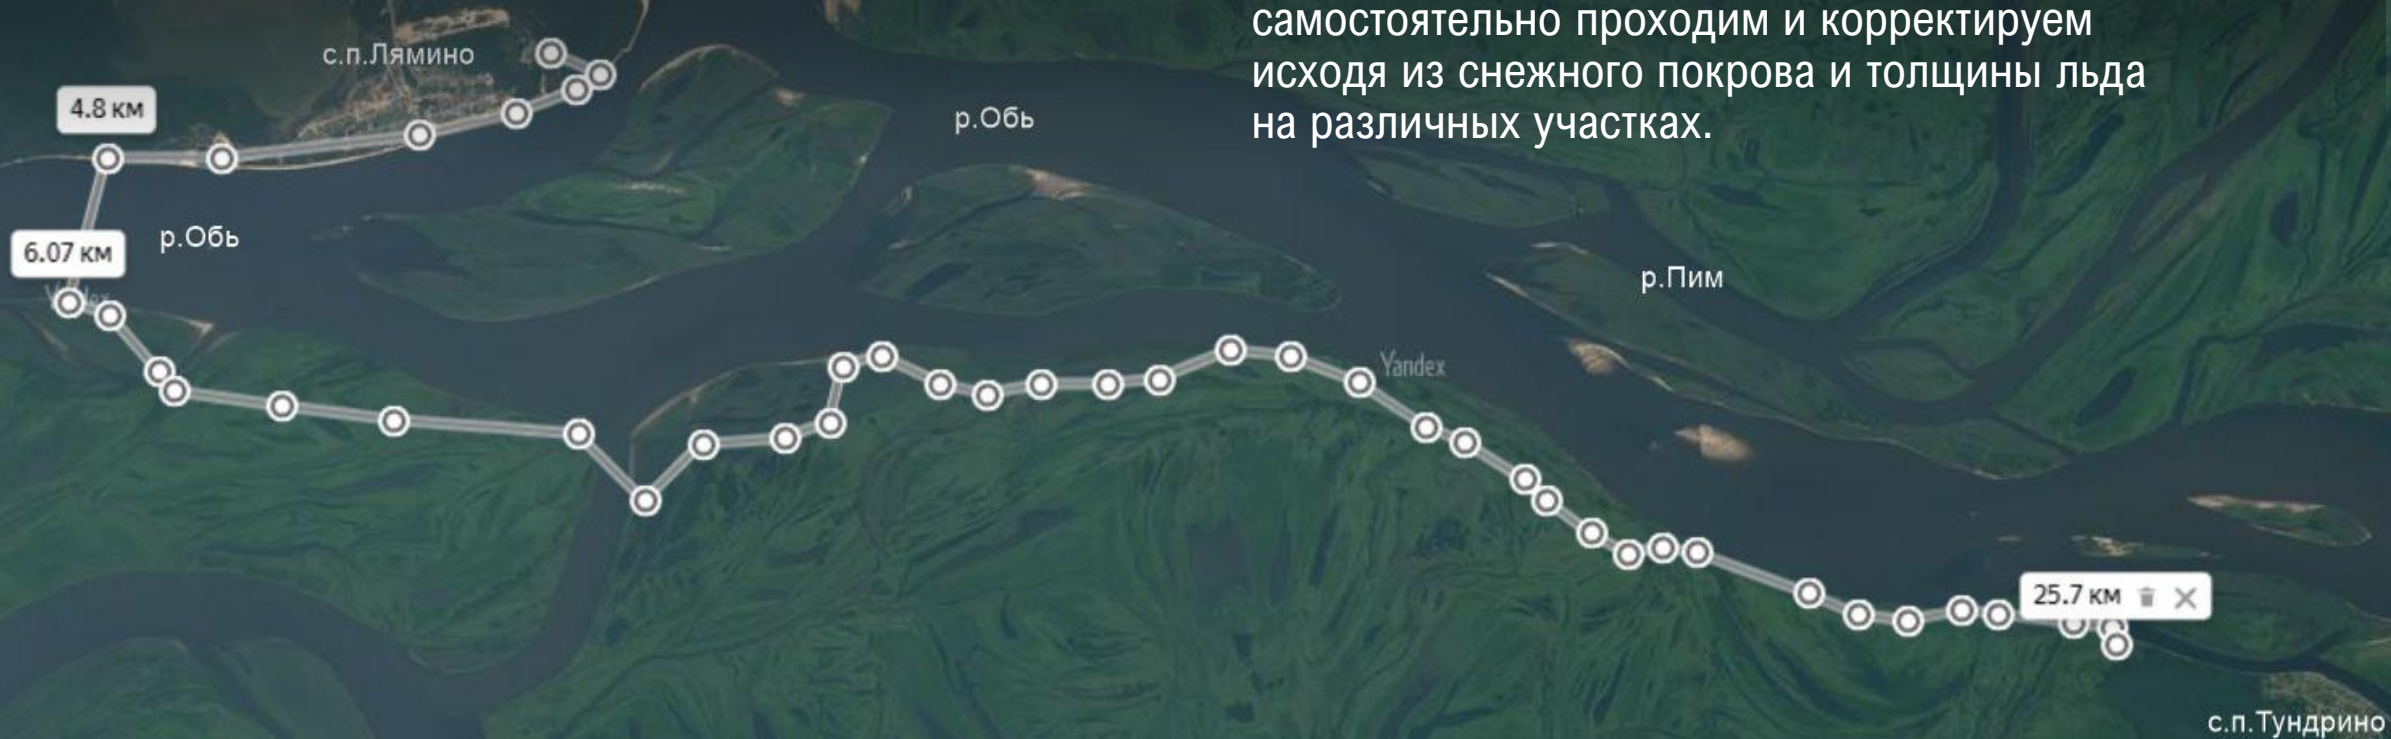 самостоятельно проходим и корректируем
исходя из снежного покрова и толщины льда
на различных участках.
с.п.Лямино
4.8 км
р.Обь
р.Обь
6.07 км
р.Пим
Yandex
Yandex
25.7 км
с.п.Тундрино